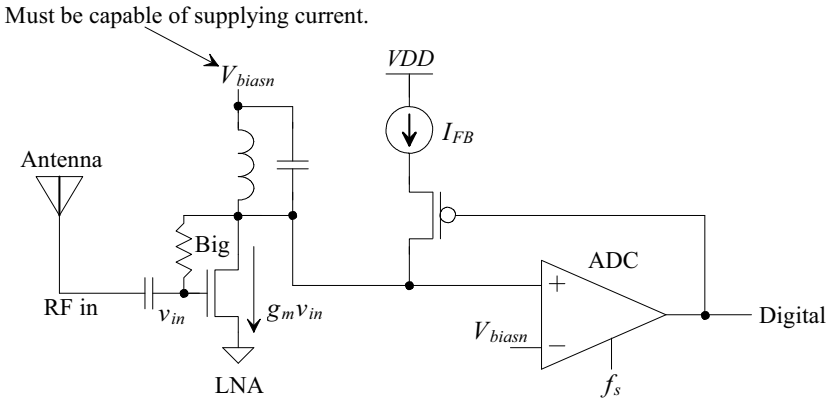 Must be capable of supplying current.
V_biasn
VDD
I_FB
Antenna
Big
ADC
+
RF in
v_in
g_m v_in
Digital
V_biasn
−
LNA
f_s